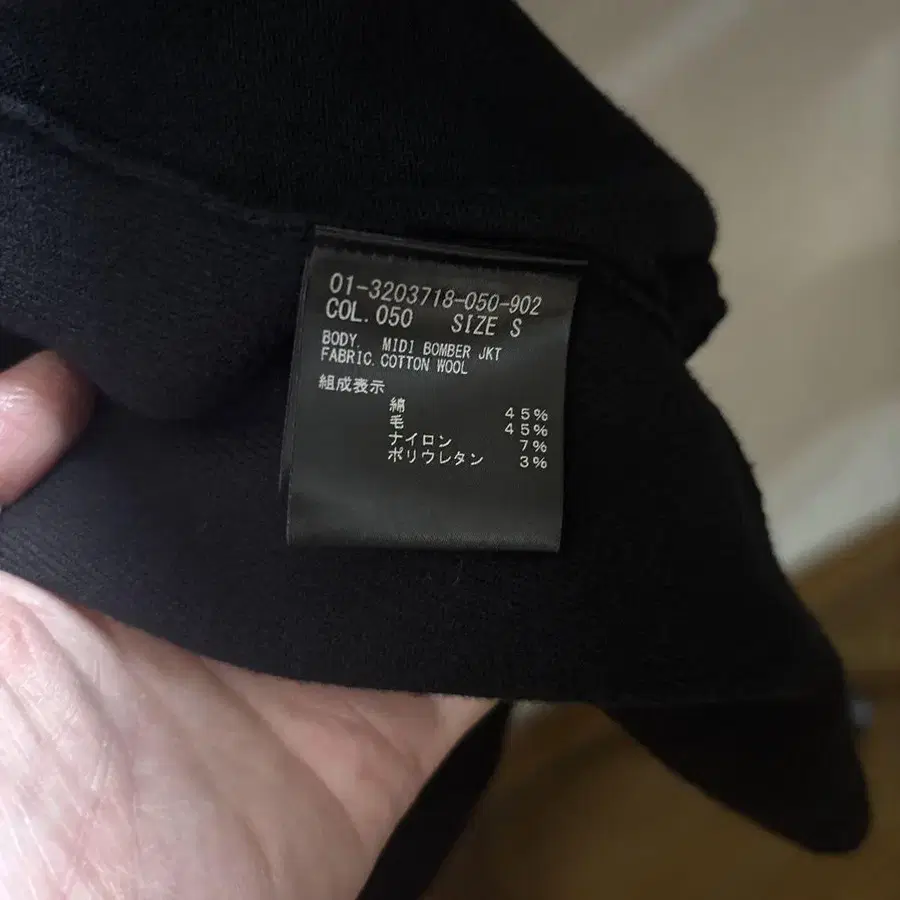 01-3203718-050-902
COL. 050 SIZE S
BODY. MIDI BOMBER JKT
FABRIC. COTTON WOOL
組成表示
綿 45%
毛 45%
ナイロン 7%
ポリウレタン 3%